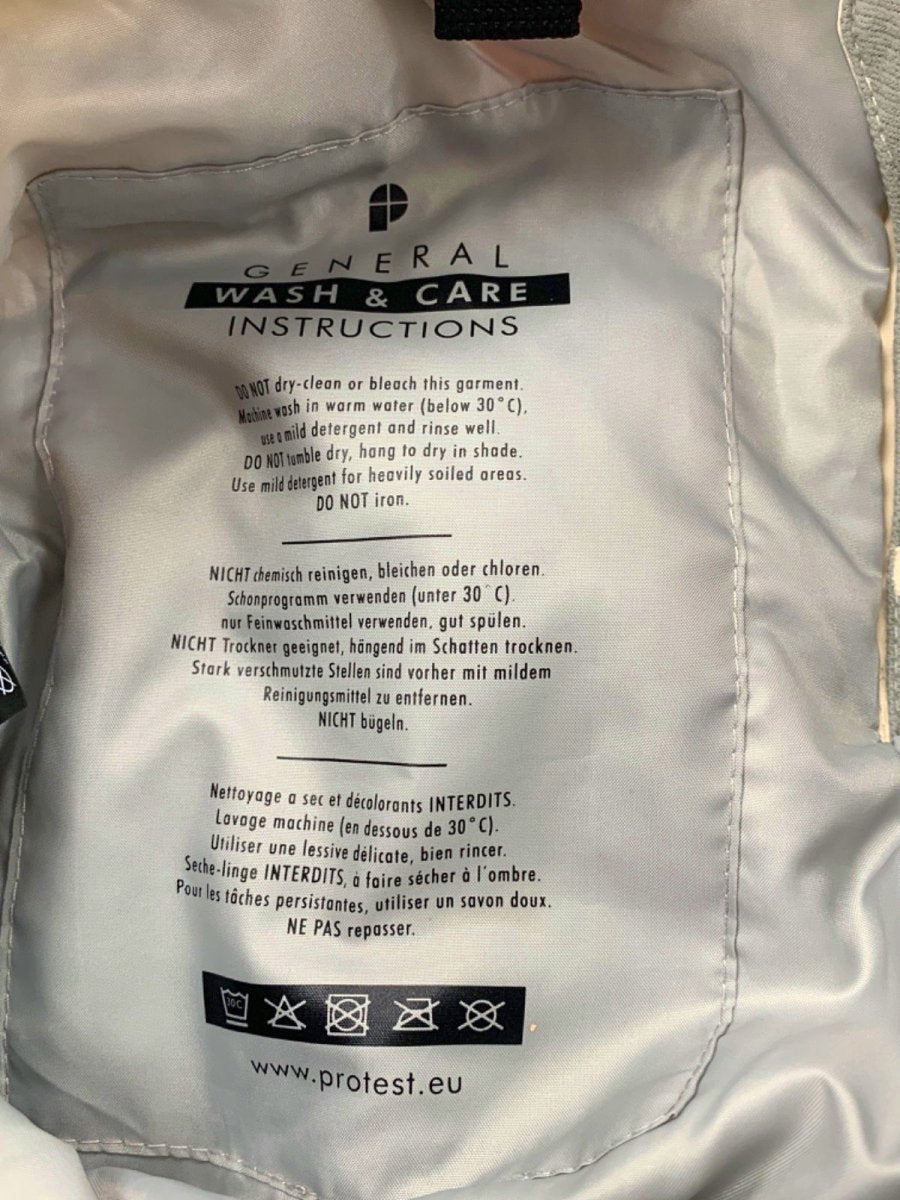 P
GENERAL
WASH & CARE
INSTRUCTIONS
DO NOT dry-clean or bleach this garment.
Machine wash in warm water (below 30°C),
use a mild detergent and rinse well.
DO NOT tumble dry, hang to dry in shade.
Use mild detergent for heavily soiled areas.
DO NOT iron.
NICHT chemisch reinigen, bleichen oder chloren.
Schonprogramm verwenden (unter 30°C).
nur Feinwaschmittel verwenden, gut spülen.
NICHT Trockner geeignet, hängend im Schatten trocknen.
Stark verschmutzte Stellen sind vorher mit mildem
Reinigungsmittel zu entfernen.
NICHT bügeln.
Nettoyage a sec et décolorants INTERDITS.
Lavage machine (en dessous de 30°C).
Utiliser une lessive délicate, bien rincer.
Seche-linge INTERDITS, à faire sécher à l'ombre.
Pour les tâches persistantes, utiliser un savon doux.
NE PAS repasser.
30C
www.protest.eu